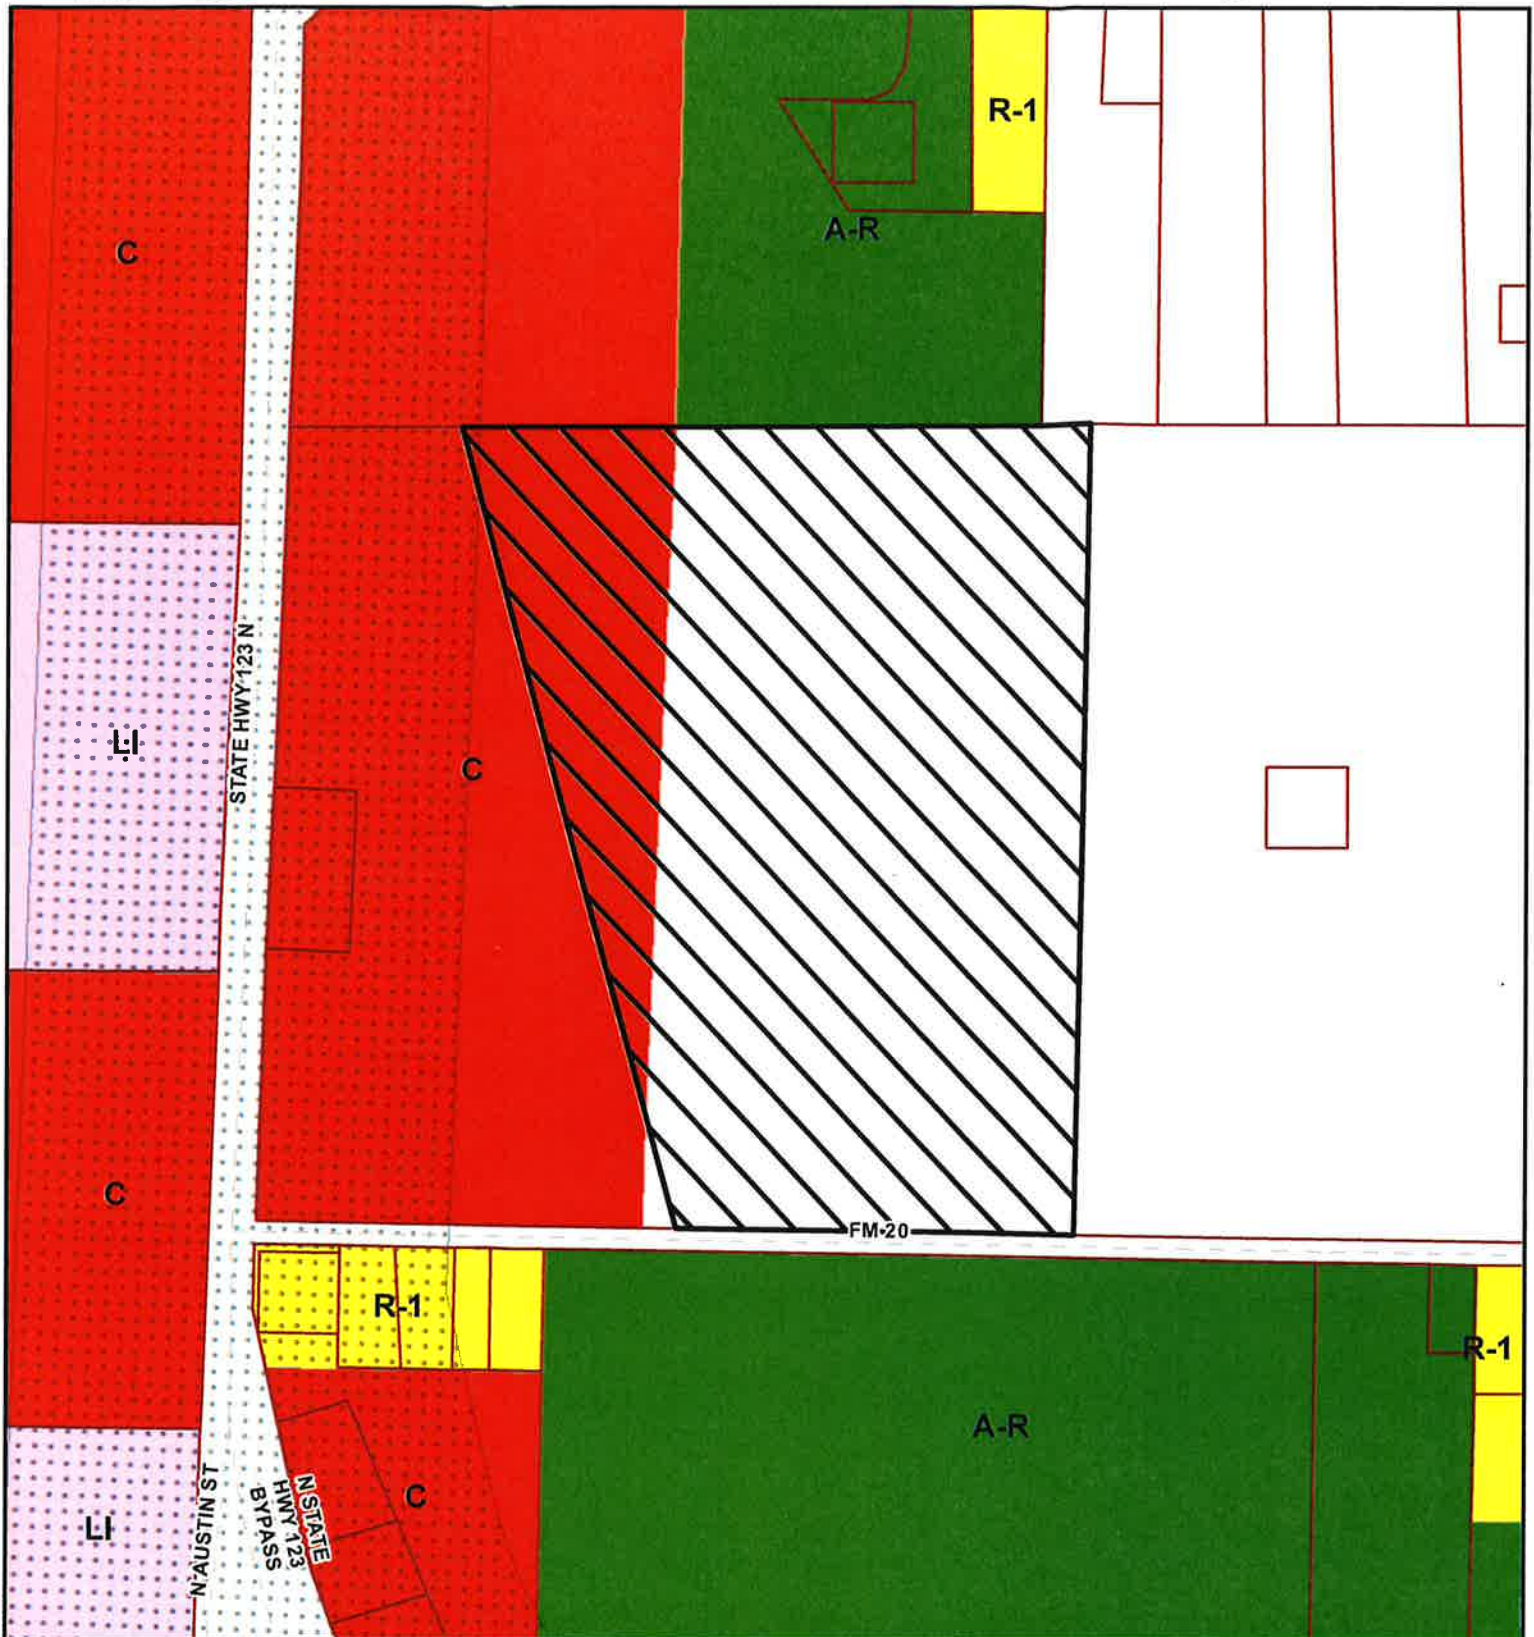 R-1
A-R
C
STATE HWY 123 N
LI
C
C
FM-20
R-1
R-1
A-R
C
N STATE
HWY 123
BYPASS
N AUSTIN ST
LI